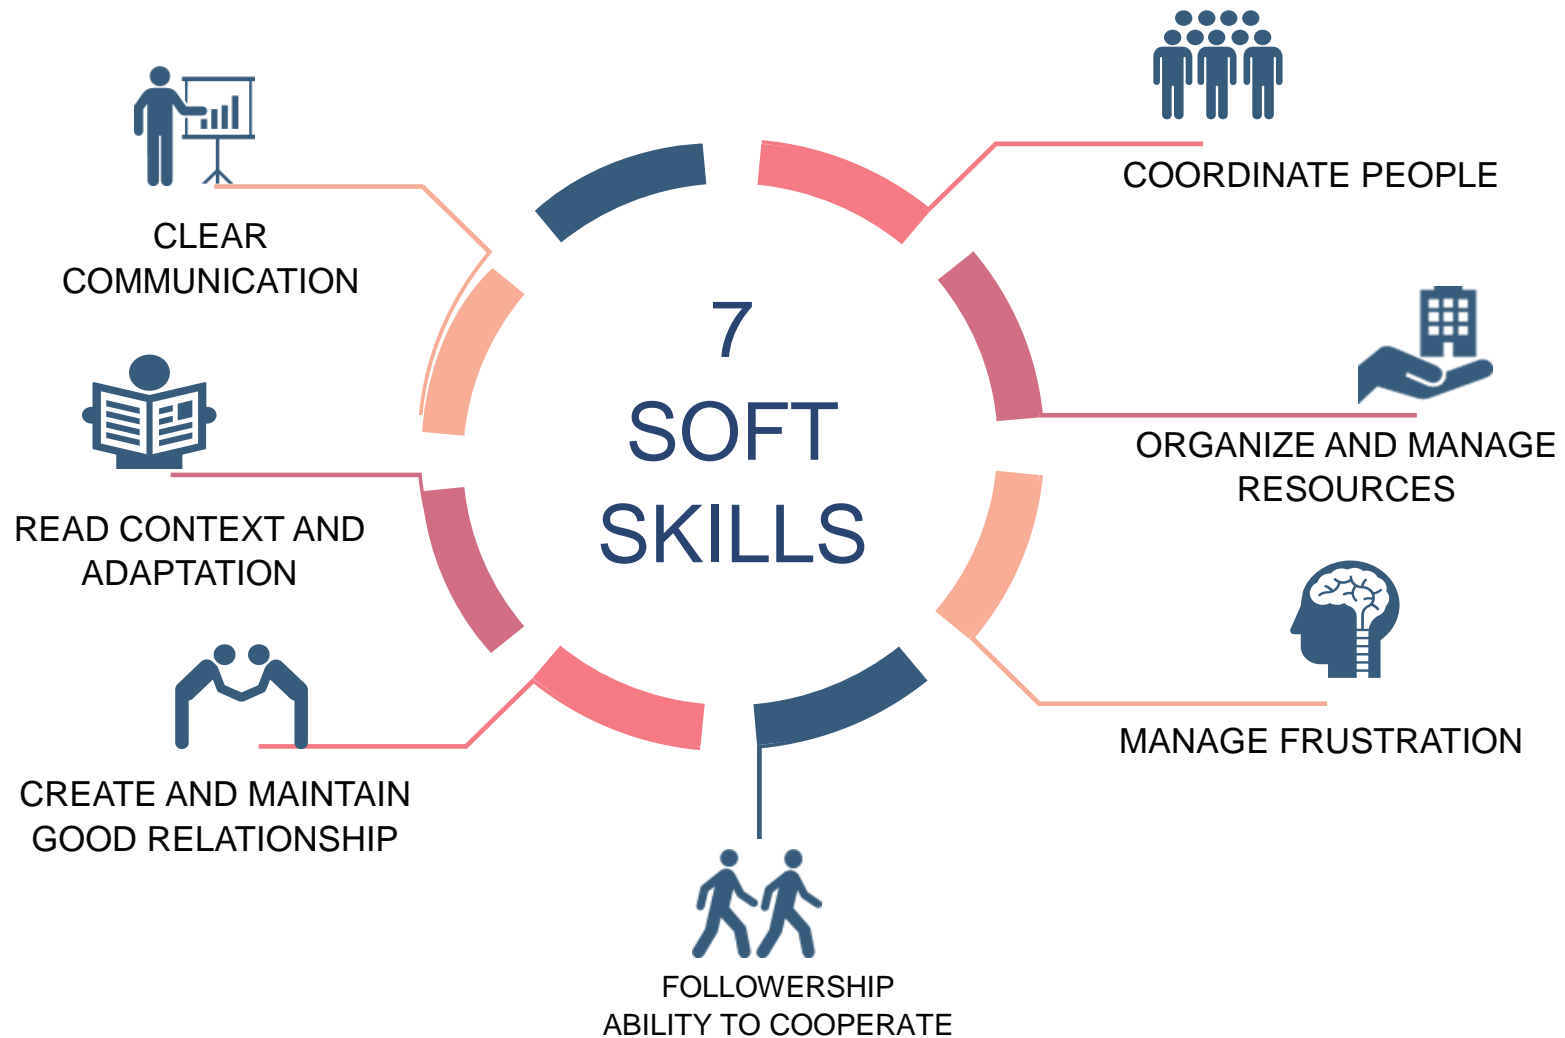 7
SOFT
SKILLS
COORDINATE PEOPLE
ORGANIZE AND MANAGE
RESOURCES
MANAGE FRUSTRATION
FOLLOWERSHIP
ABILITY TO COOPERATE
CREATE AND MAINTAIN
GOOD RELATIONSHIP
READ CONTEXT AND
ADAPTATION
CLEAR
COMMUNICATION